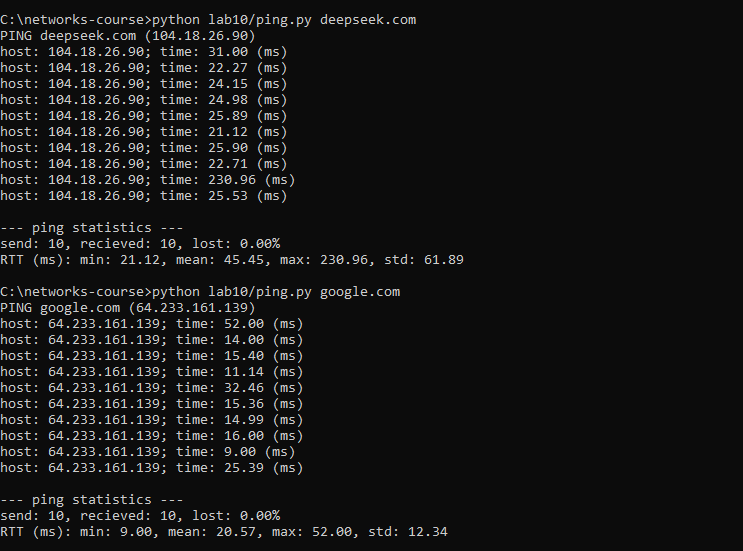 C:\networks-course>python lab10/ping.py deepseek.com
PING deepseek.com (104.18.26.90)
host: 104.18.26.90; time: 31.00 (ms)
host: 104.18.26.90; time: 22.27 (ms)
host: 104.18.26.90; time: 24.15 (ms)
host: 104.18.26.90; time: 24.98 (ms)
host: 104.18.26.90; time: 25.89 (ms)
host: 104.18.26.90; time: 21.12 (ms)
host: 104.18.26.90; time: 25.90 (ms)
host: 104.18.26.90; time: 22.71 (ms)
host: 104.18.26.90; time: 230.96 (ms)
host: 104.18.26.90; time: 25.53 (ms)
--- ping statistics ---
send: 10, recieved: 10, lost: 0.00%
RTT (ms): min: 21.12, mean: 45.45, max: 230.96, std: 61.89
C:\networks-course>python lab10/ping.py google.com
PING google.com (64.233.161.139)
host: 64.233.161.139; time: 52.00 (ms)
host: 64.233.161.139; time: 14.00 (ms)
host: 64.233.161.139; time: 15.40 (ms)
host: 64.233.161.139; time: 11.14 (ms)
host: 64.233.161.139; time: 32.46 (ms)
host: 64.233.161.139; time: 15.36 (ms)
host: 64.233.161.139; time: 14.99 (ms)
host: 64.233.161.139; time: 16.00 (ms)
host: 64.233.161.139; time: 9.00 (ms)
host: 64.233.161.139; time: 25.39 (ms)
--- ping statistics ---
send: 10, recieved: 10, lost: 0.00%
RTT (ms): min: 9.00, mean: 20.57, max: 52.00, std: 12.34